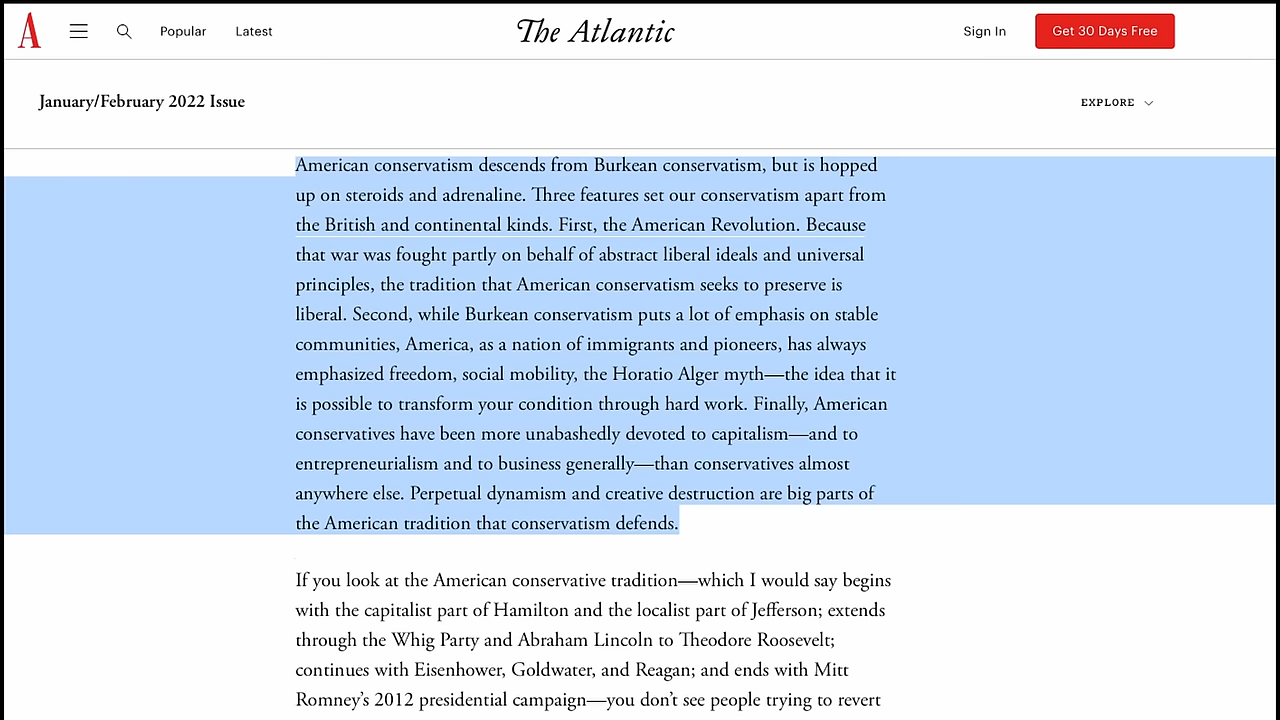 A
Popular
Latest
The Atlantic
Sign In
Get 30 Days Free
January/February 2022 Issue
EXPLORE
American conservatism descends from Burkean conservatism, but is hopped
up on steroids and adrenaline. Three features set our conservatism apart from
the British and continental kinds. First, the American Revolution. Because
that war was fought partly on behalf of abstract liberal ideals and universal
principles, the tradition that American conservatism seeks to preserve is
liberal. Second, while Burkean conservatism puts a lot of emphasis on stable
communities, America, as a nation of immigrants and pioneers, has always
emphasized freedom, social mobility, the Horatio Alger myth—the idea that it
is possible to transform your condition through hard work. Finally, American
conservatives have been more unabashedly devoted to capitalism—and to
entrepreneurialism and to business generally—than conservatives almost
anywhere else. Perpetual dynamism and creative destruction are big parts of
the American tradition that conservatism defends.
If you look at the American conservative tradition—which I would say begins
with the capitalist part of Hamilton and the localist part of Jefferson; extends
through the Whig Party and Abraham Lincoln to Theodore Roosevelt;
continues with Eisenhower, Goldwater, and Reagan; and ends with Mitt
Romney’s 2012 presidential campaign—you don’t see people trying to revert